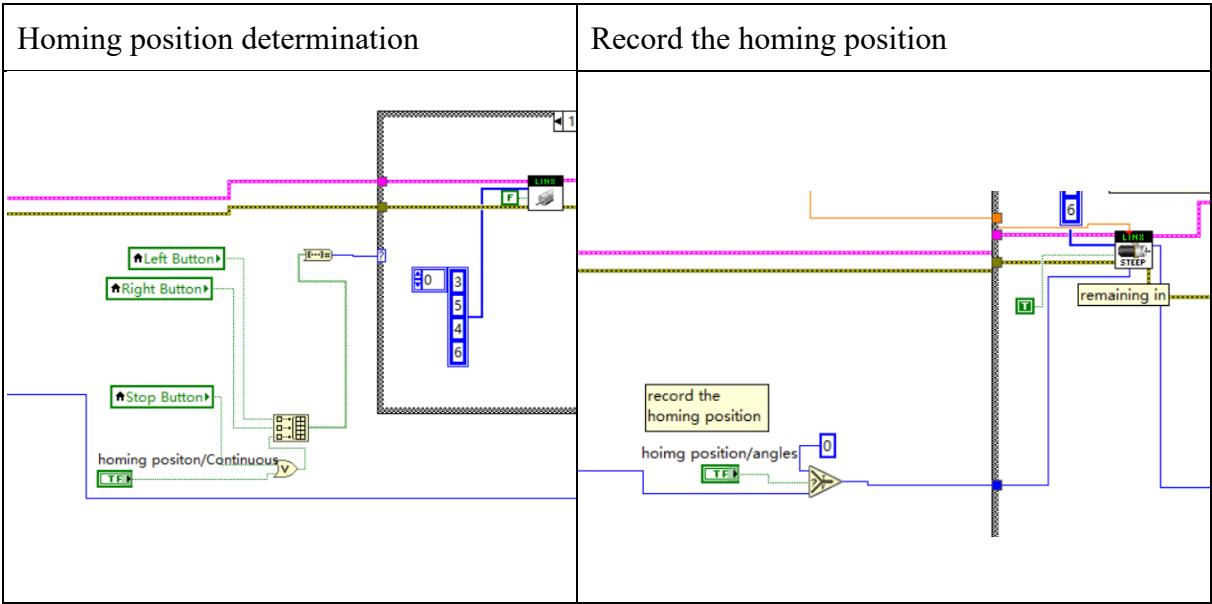 Homing position determination
Record the homing position
1
LINX
F
Left Button
Right Button
?
0
3
5
4
6
Stop Button
homing positon/Continuous
V
TF
6
LINX
STEEP
T
remaining in
record the
homing position
hoimg position/angles
0
TF
?
T
F